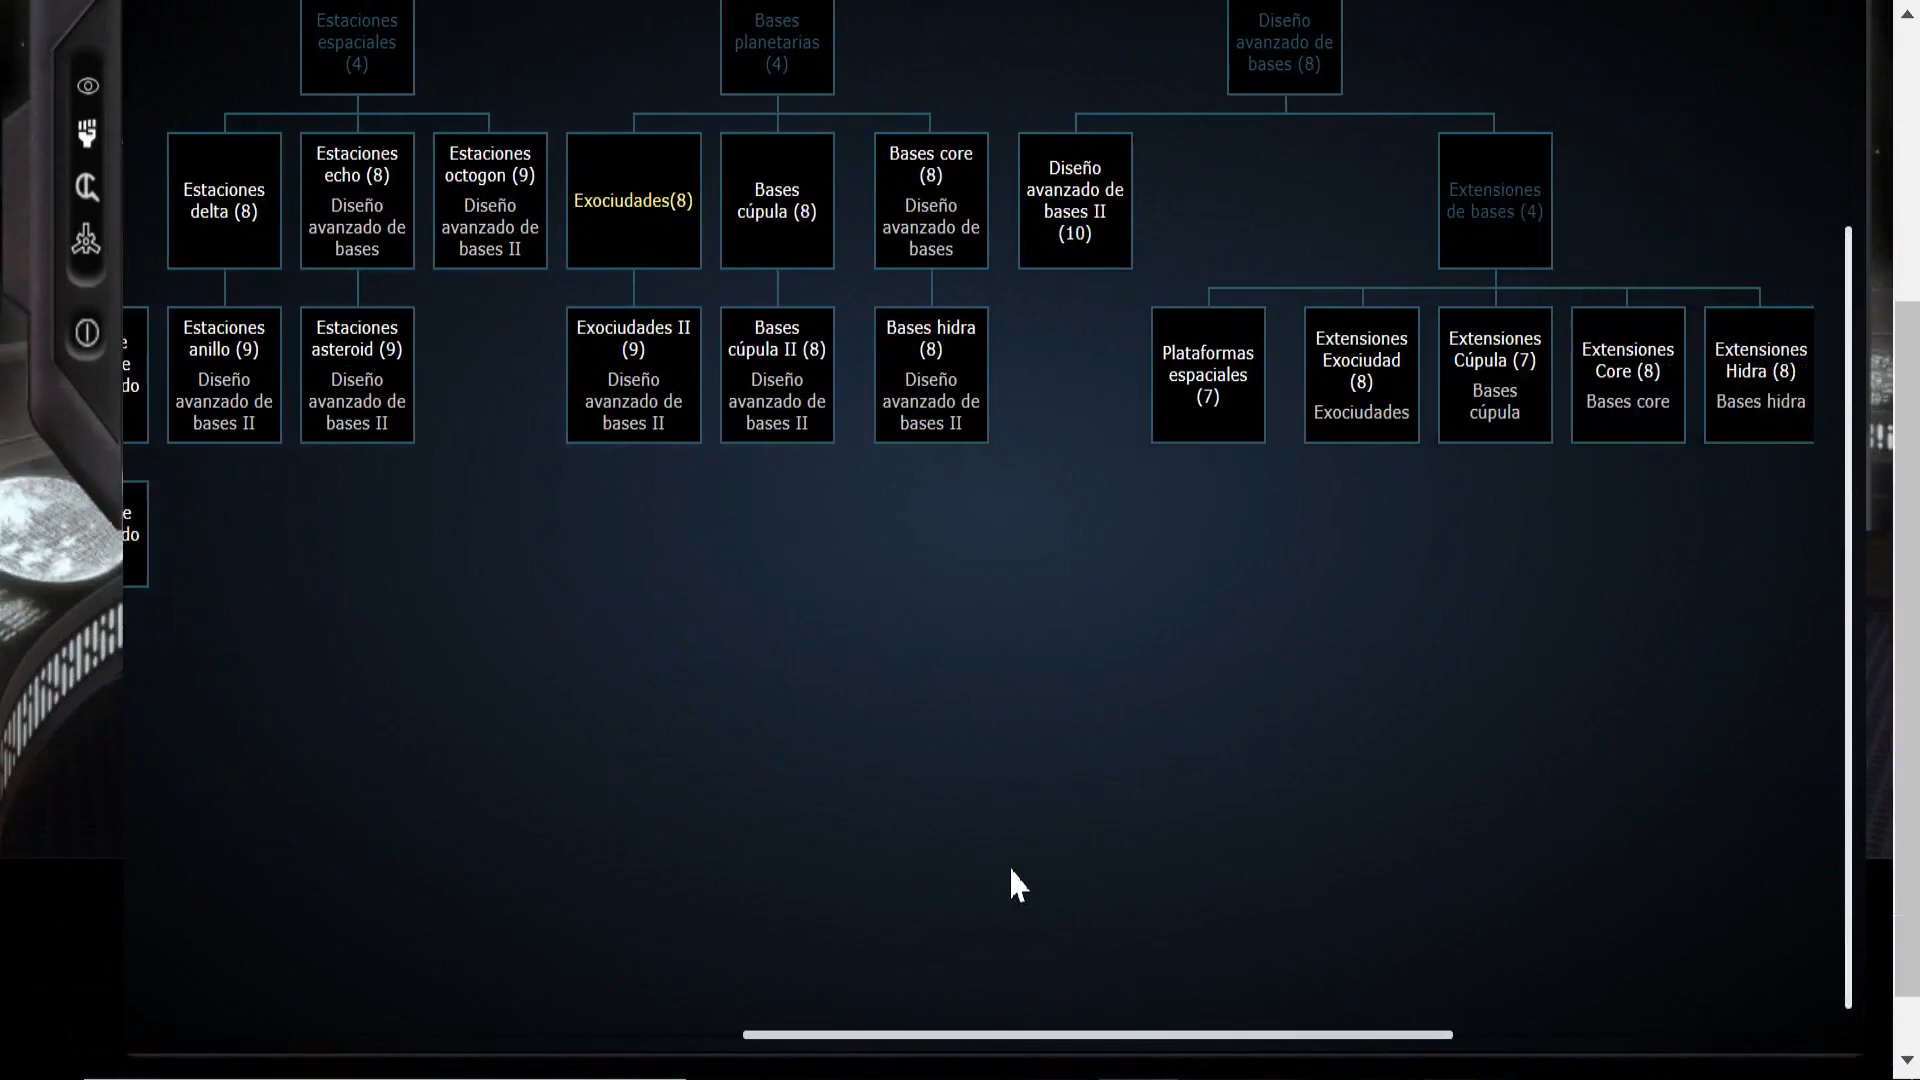 Estaciones
espaciales
(4)
Bases
planetarias
(4)
Diseño
avanzado de
bases (8)
Estaciones
delta (8)
Estaciones
echo (8)
Diseño
avanzado de
bases
Estaciones
octogon (9)
Diseño
avanzado de
bases II
Exociudades(8)
Bases
cúpula (8)
Bases core
(8)
Diseño
avanzado de
bases
Diseño
avanzado de
bases II
(10)
Extensiones
de bases (4)
e
e
do
Estaciones
anillo (9)
Diseño
avanzado de
bases II
Estaciones
asteroid (9)
Diseño
avanzado de
bases II
Exociudades II
(9)
Diseño
avanzado de
bases II
Bases
cúpula II (8)
Diseño
avanzado de
bases II
Bases hidra
(8)
Diseño
avanzado de
bases II
Plataformas
espaciales
(7)
Extensiones
Exociudad
(8)
Exociudades
Extensiones
Cúpula (7)
Bases
cúpula
Extensiones
Core (8)
Bases core
Extensiones
Hidra (8)
Bases hidra
e
do